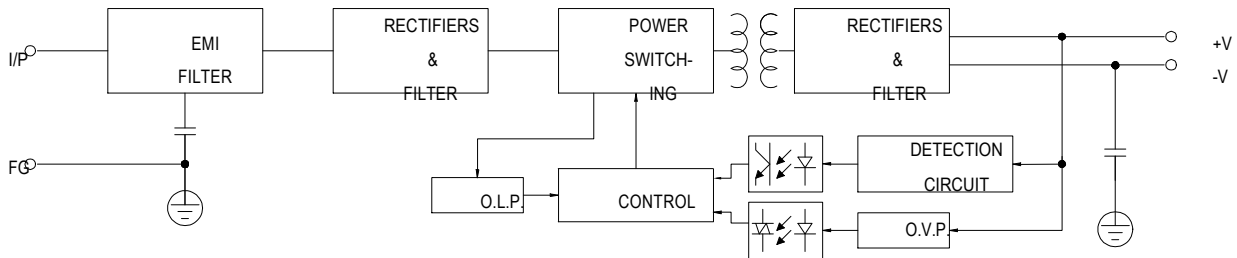 I/P
EMI
FILTER
RECTIFIERS
&
FILTER
POWER
SWITCH-
ING
RECTIFIERS
&
FILTER
+V
-V
FG
O.L.P.
CONTROL
DETECTION
CIRCUIT
O.V.P.